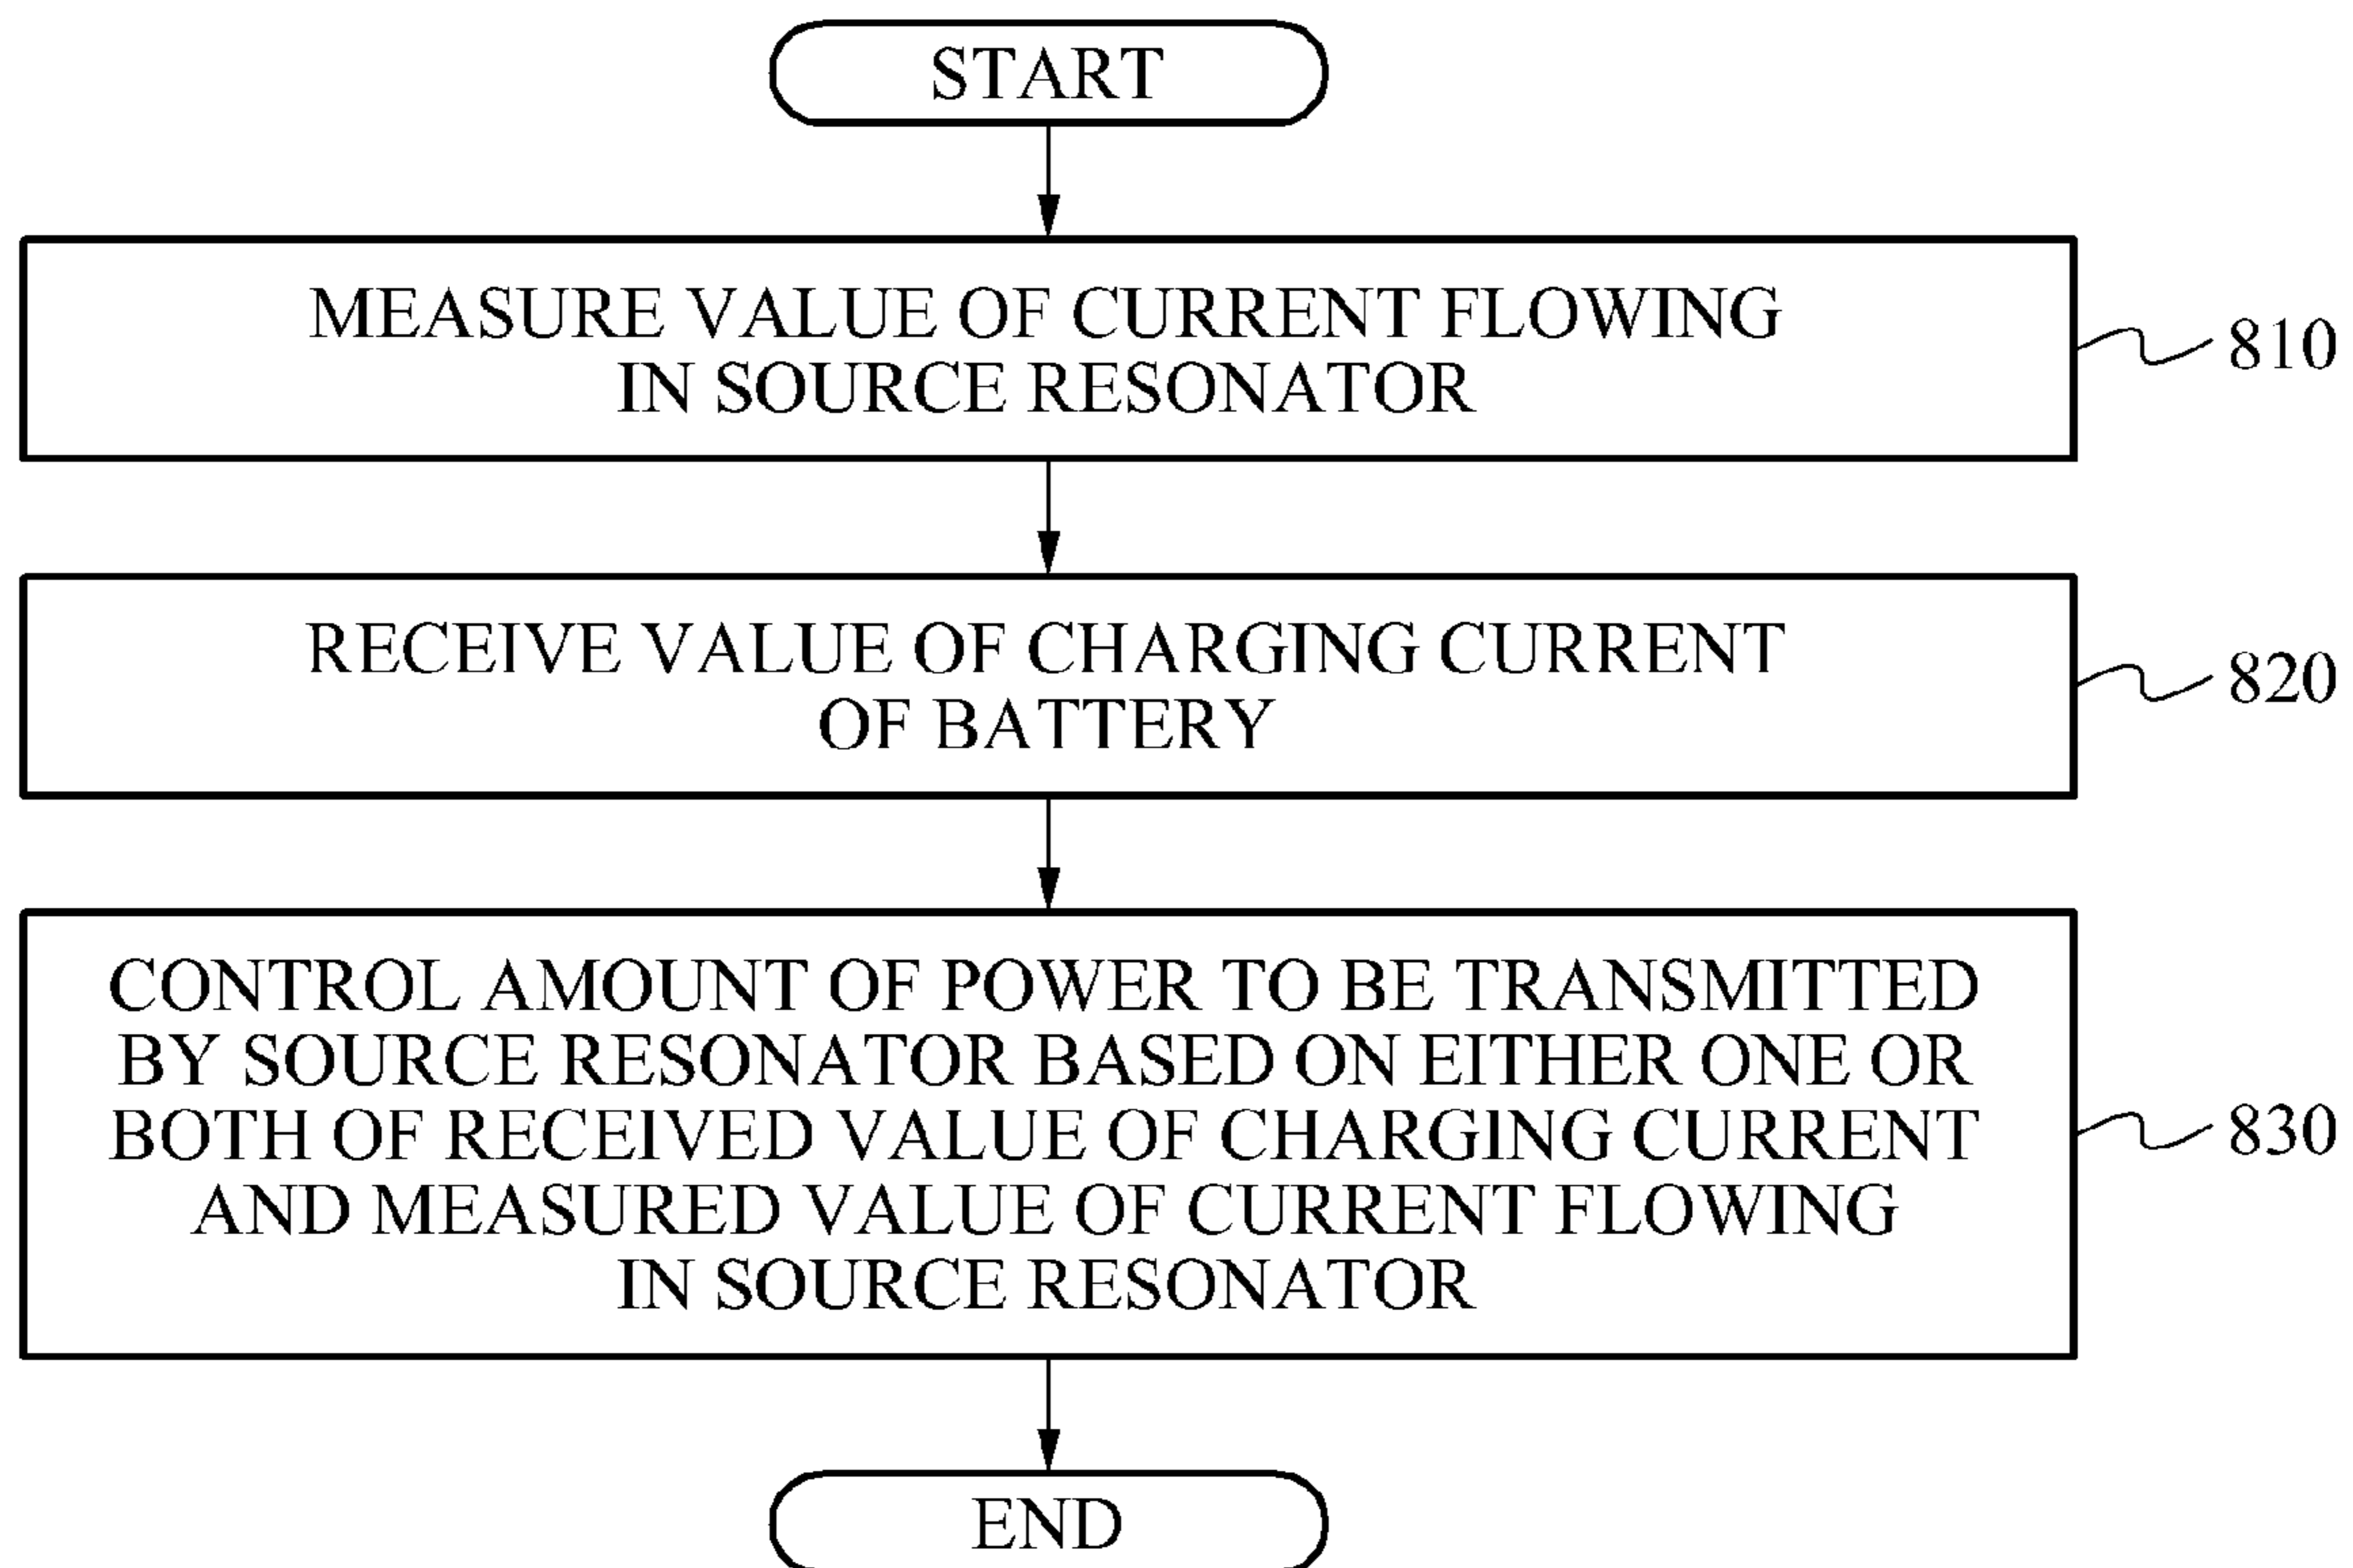 START
MEASURE VALUE OF CURRENT FLOWING
IN SOURCE RESONATOR
810
RECEIVE VALUE OF CHARGING CURRENT
OF BATTERY
820
CONTROL AMOUNT OF POWER TO BE TRANSMITTED
BY SOURCE RESONATOR BASED ON EITHER ONE OR
BOTH OF RECEIVED VALUE OF CHARGING CURRENT
AND MEASURED VALUE OF CURRENT FLOWING
IN SOURCE RESONATOR
830
END